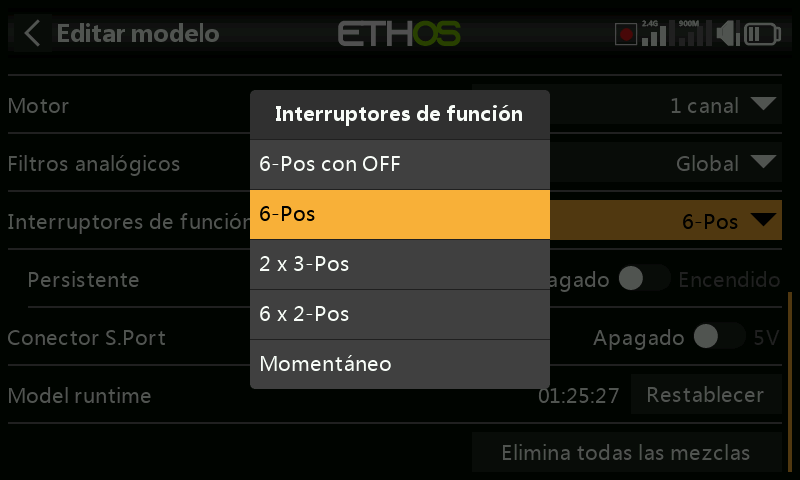 Editar modelo
ETHOS
2.4G
900M
Motor
1 canal
Interruptores de función
6-Pos con OFF
Filtros analógicos
Global
6-Pos
Interruptores de función
6-Pos
2 x 3-Pos
Persistente
pagado
Encendido
6 x 2-Pos
Conector S.Port
Apagado
5V
Momentáneo
Model runtime
01:25:27
Restablecer
Elimina todas las mezclas